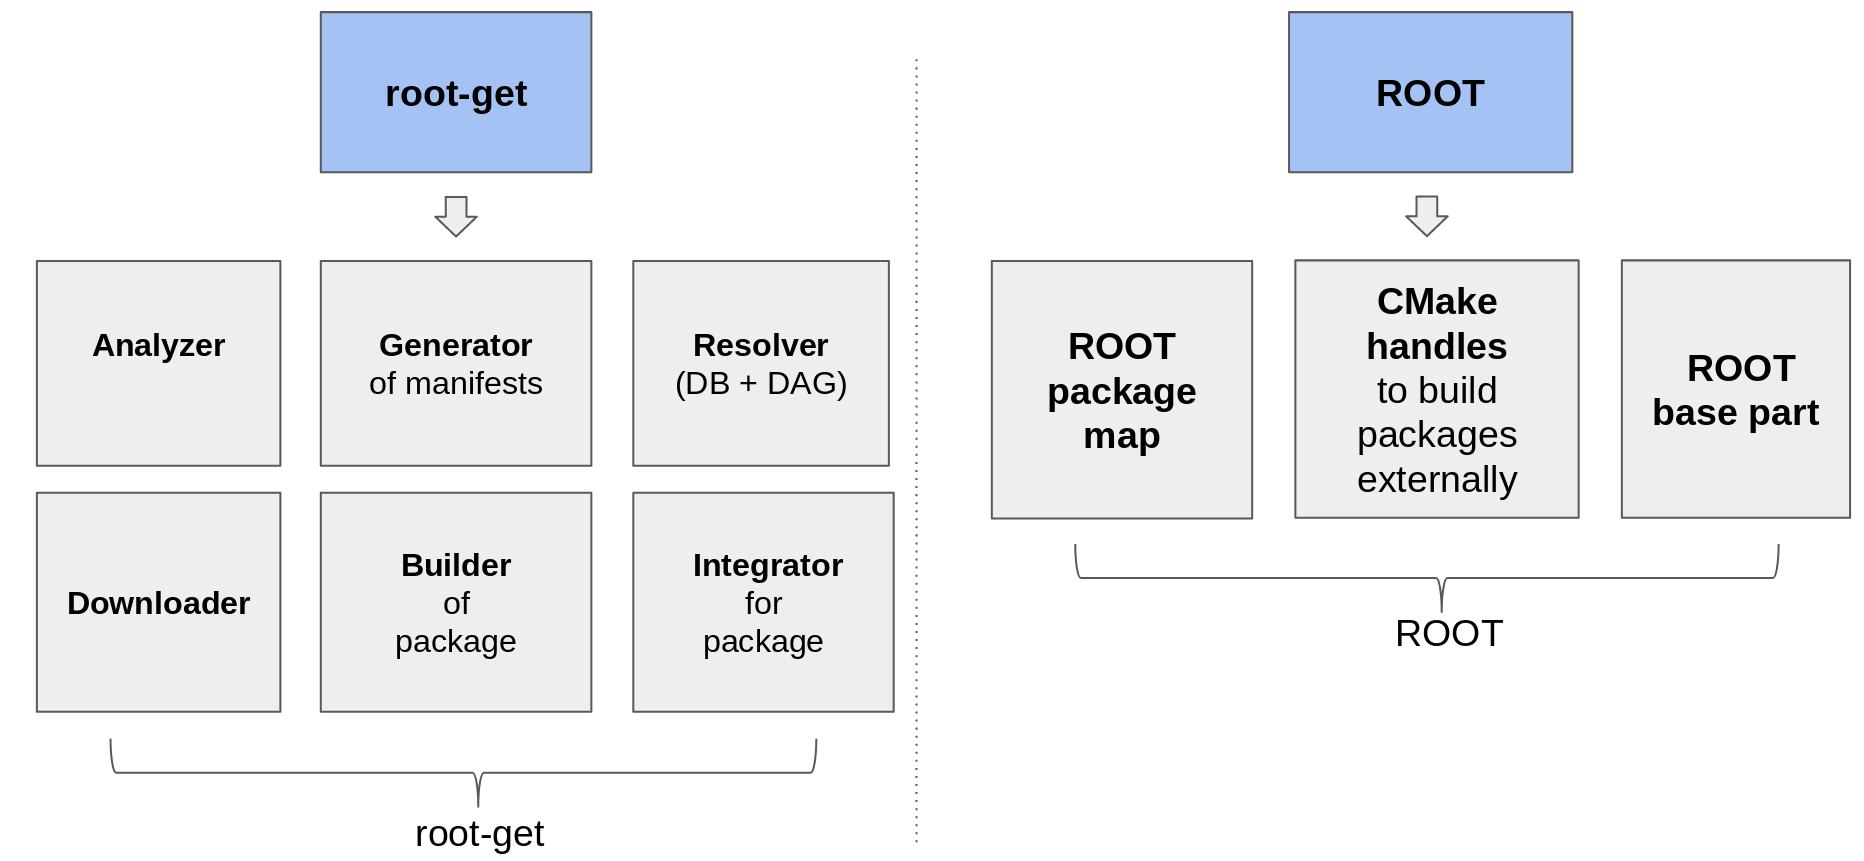 root-get
Analyzer
Generator
of manifests
Resolver
(DB + DAG)
Downloader
Builder
of
package
Integrator
for
package
root-get
ROOT
ROOT
package
map
CMake
handles
to build
packages
externally
ROOT
base part
ROOT